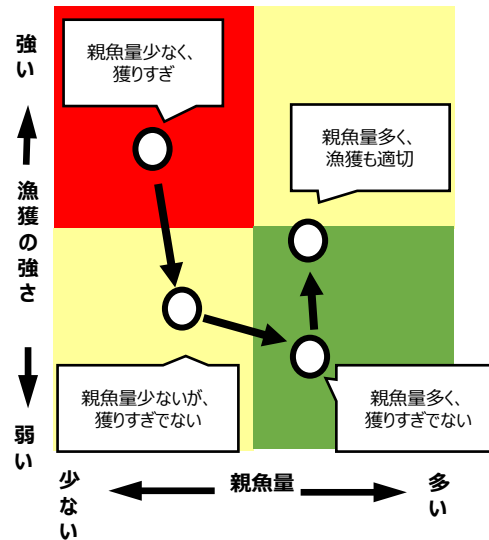 強い
漁獲の強さ
弱い
親魚量少なく、
獲りすぎ
親魚量多く、
漁獲も適切
親魚量少ないが、
獲りすぎでない
親魚量多く、
獲りすぎでない
少ない
親魚量
多い